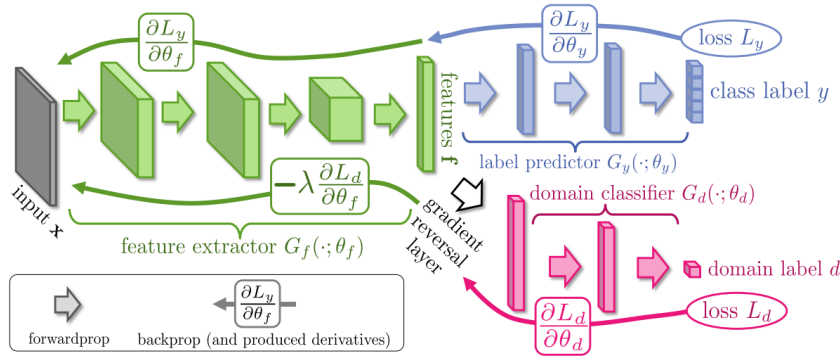 ∂L_y/∂θ_f
∂L_y/∂θ_y
loss L_y
features f
class label y
label predictor G_y(·;θ_y)
input x
−λ ∂L_d/∂θ_f
feature extractor G_f(·;θ_f)
gradient
reversal
layer
domain classifier G_d(·;θ_d)
domain label d
∂L_d/∂θ_d
loss L_d
∂L_y/∂θ_f
forwardprop
backprop (and produced derivatives)